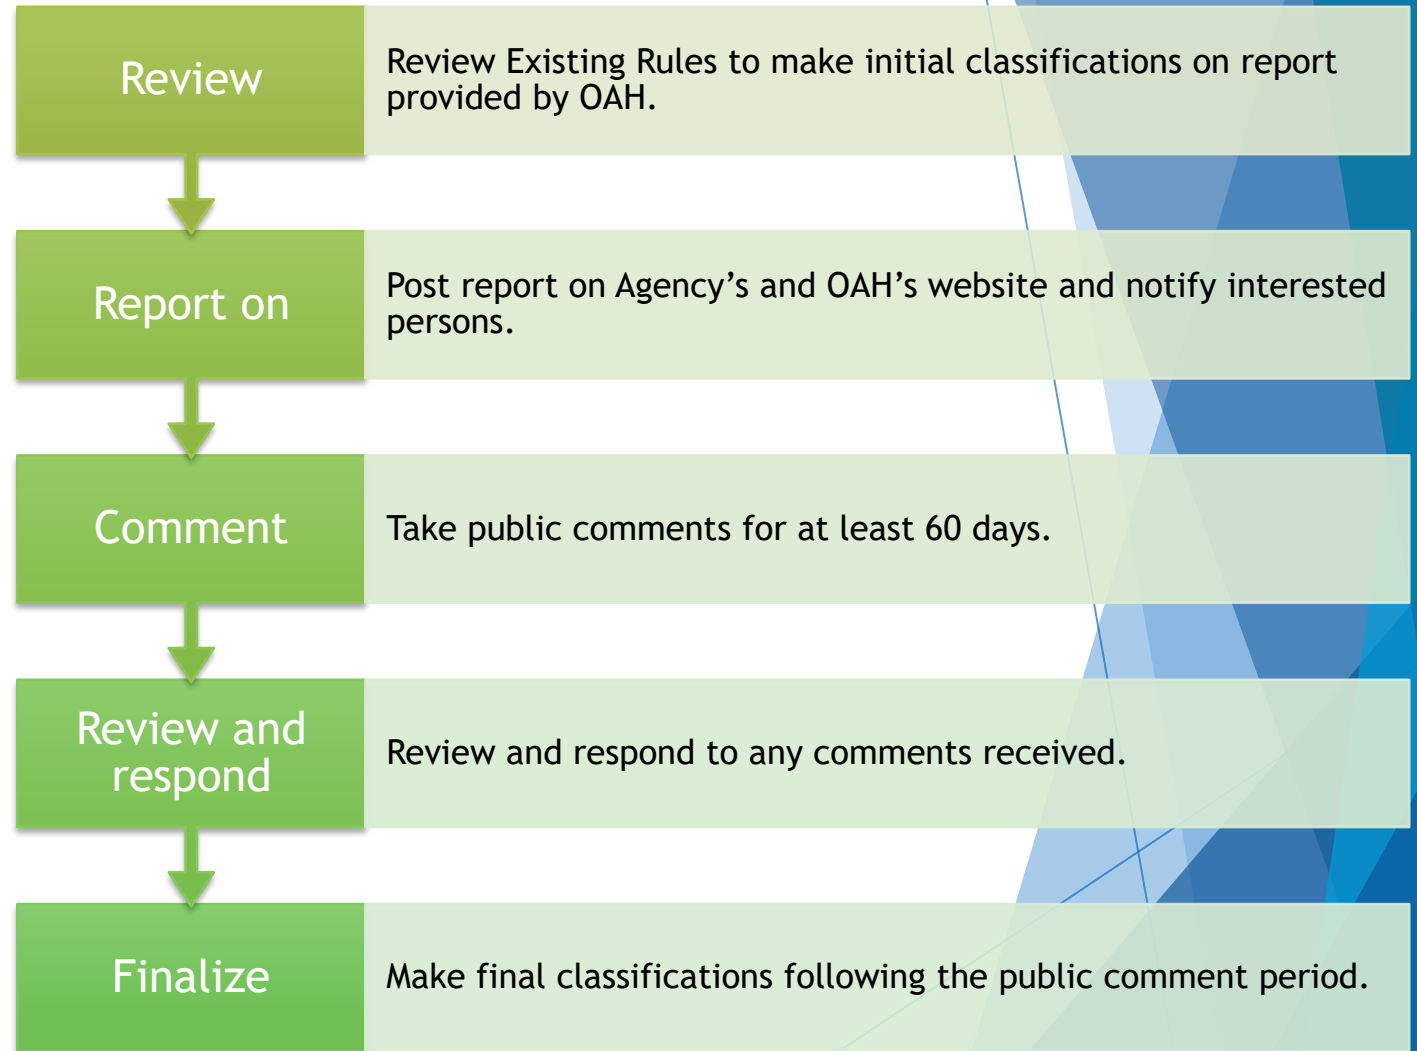 Review
Review Existing Rules to make initial classifications on report
provided by OAH.
Report on
Post report on Agency’s and OAH’s website and notify interested
persons.
Comment
Take public comments for at least 60 days.
Review and
respond
Review and respond to any comments received.
Finalize
Make final classifications following the public comment period.